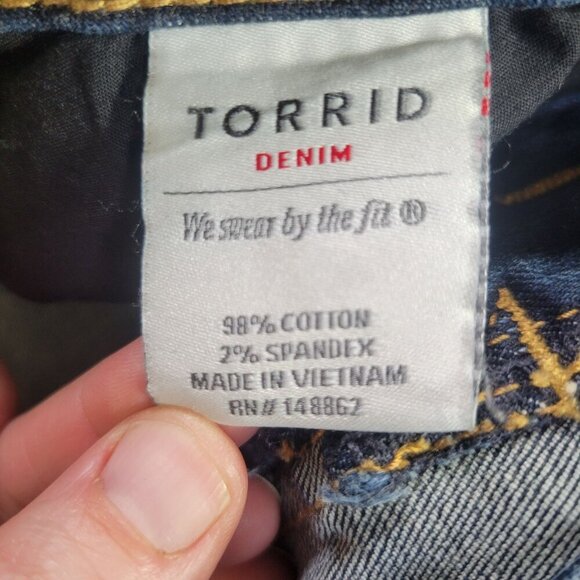 TORRID
DENIM
We swear by the fit ®
98% COTTON
2% SPANDEX
MADE IN VIETNAM
RN# 148862